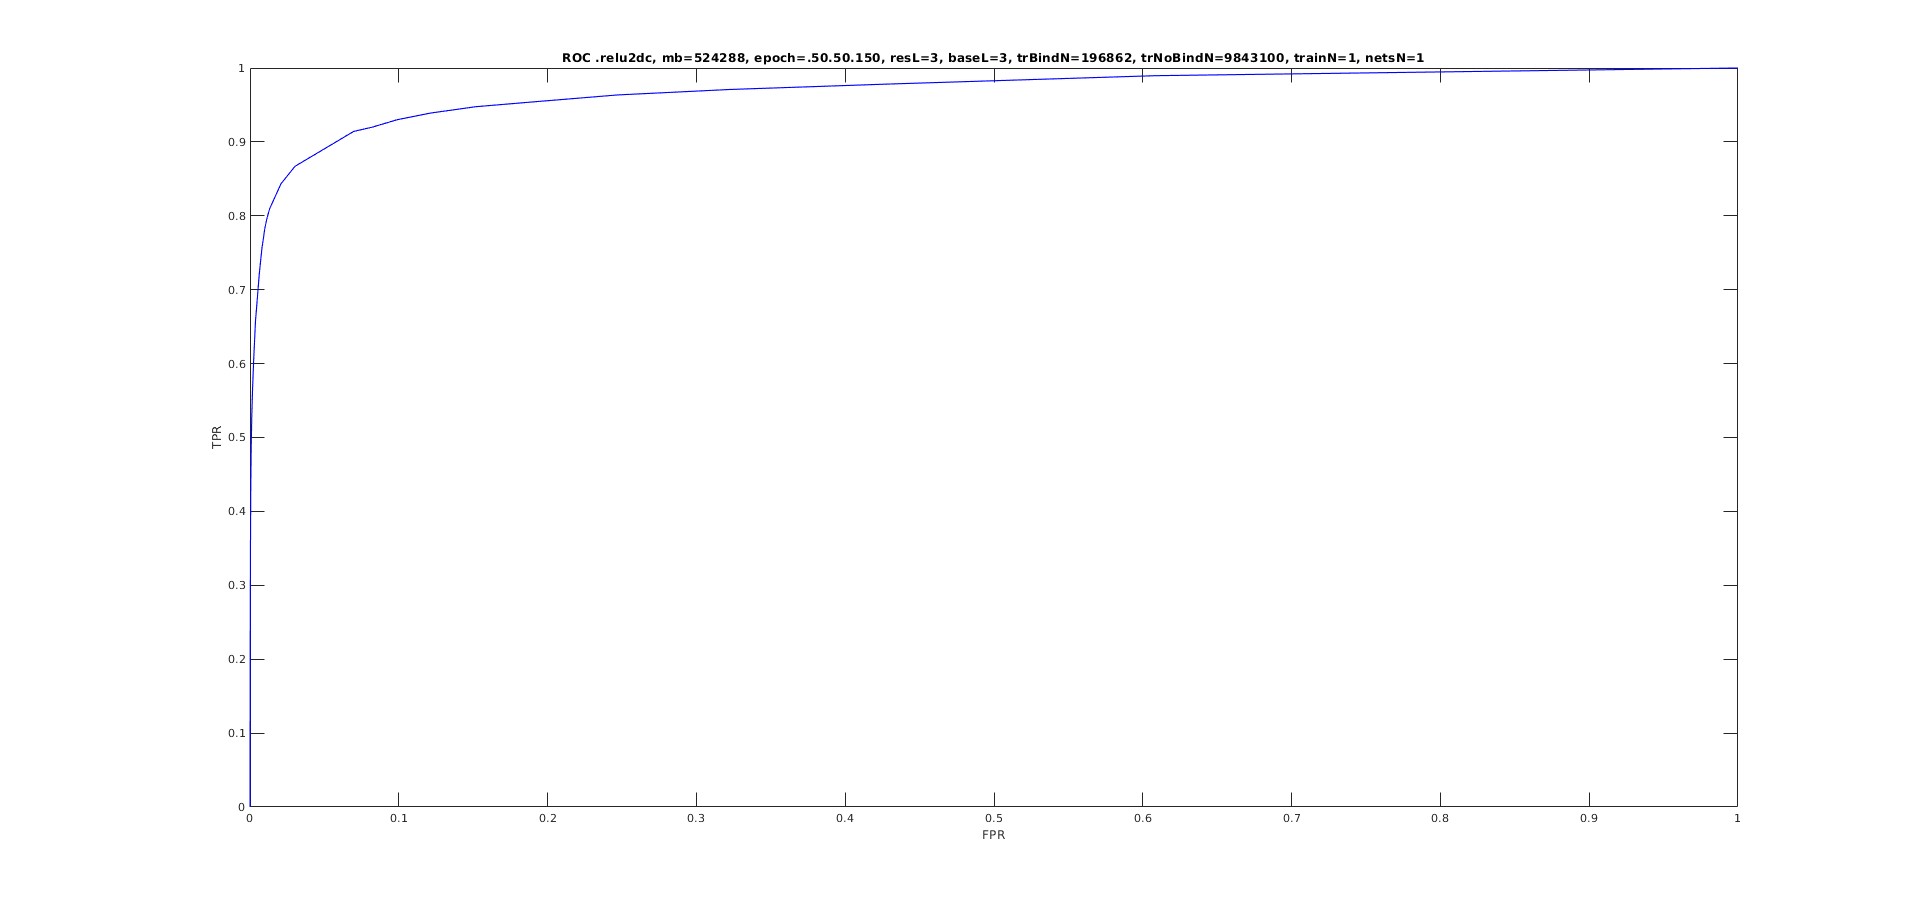 ROC .relu2dc, mb=524288, epoch=.50.50.150, resL=3, baseL=3, trBindN=196862, trNoBindN=9843100, trainN=1, netsN=1
1
0.9
0.8
0.7
0.6
0.5
0.4
0.3
0.2
0.1
0
TPR
0 0.1 0.2 0.3 0.4 0.5 0.6 0.7 0.8 0.9 1
FPR